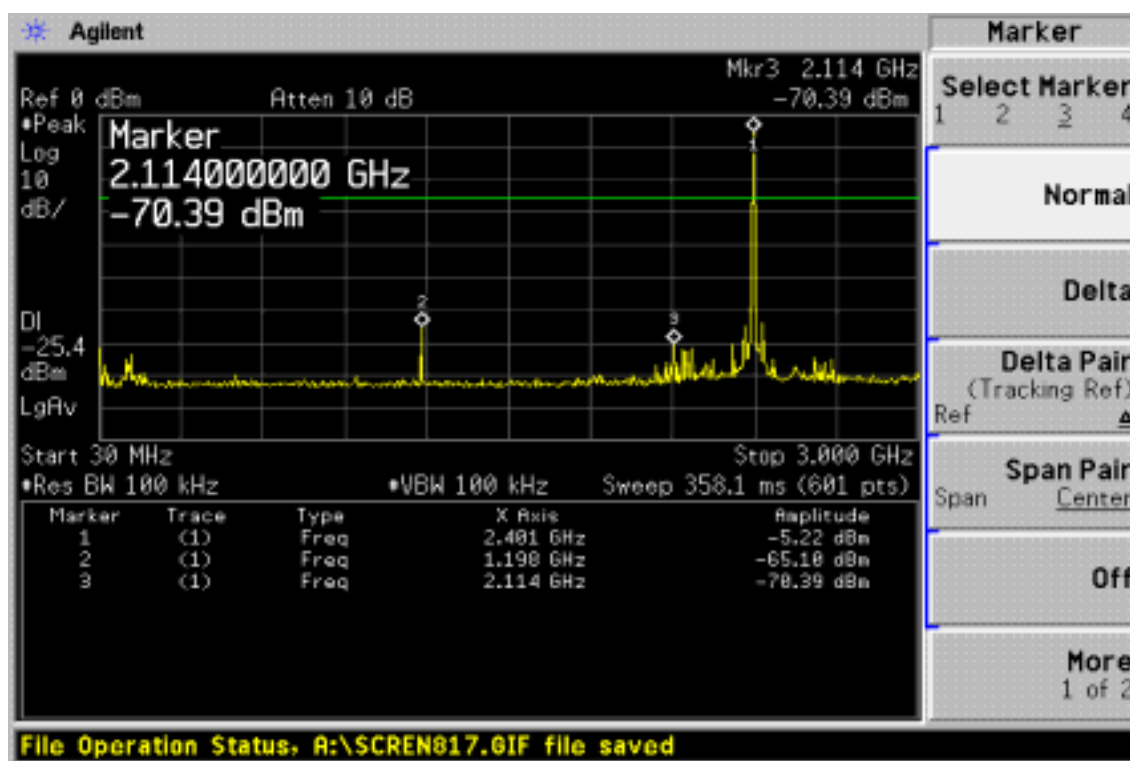 Agilent
Marker
Mkr3 2.114 GHz
Ref 0 dBm Atten 10 dB -70.39 dBm
Select Marker
1 2 3 4
Peak
Log
10
dB/
Marker
2.114000000 GHz
-70.39 dBm
1
2
3
Normal
Delta
DI
-25.4
dBm
LgAv
Delta Pair
(Tracking Ref)
Ref Δ
Start 30 MHz Stop 3.000 GHz
Res BW 100 kHz VBW 100 kHz Sweep 358.1 ms (601 pts)
Span Pair
Span Center
Marker Trace Type X Axis Amplitude
1 (1) Freq 2.401 GHz -5.22 dBm
2 (1) Freq 1.198 GHz -65.10 dBm
3 (1) Freq 2.114 GHz -70.39 dBm
Off
More
1 of 2
File Operation Status, A:\SCREN817.GIF file saved